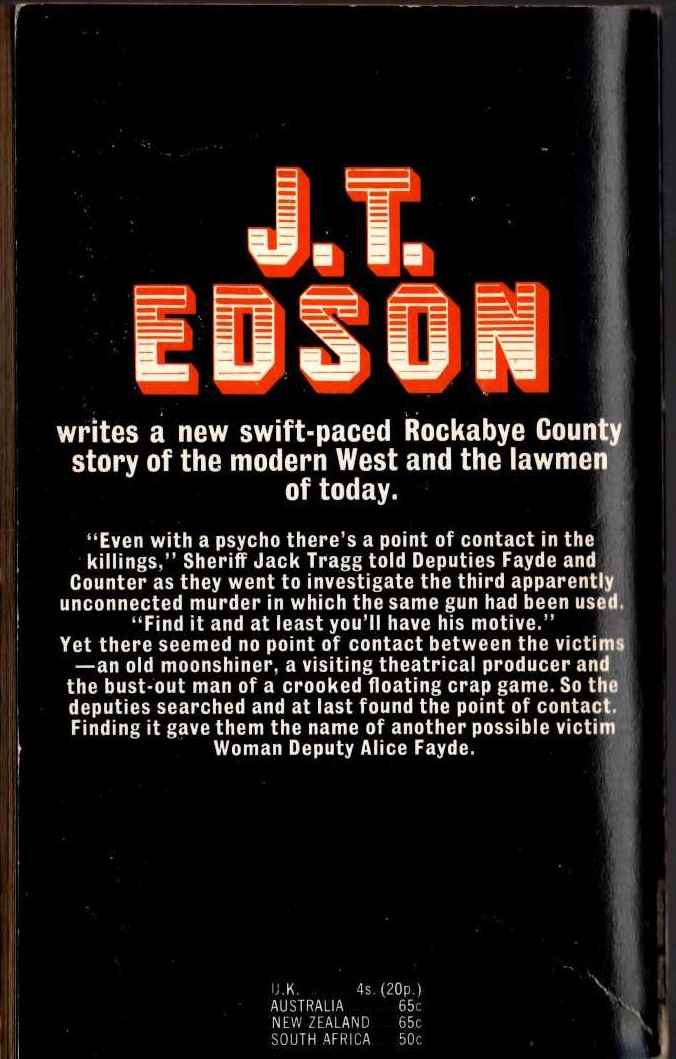 J.T.
EDSON
writes a new swift-paced Rockabye County
story of the modern West and the lawmen
of today.
“Even with a psycho there’s a point of contact in the
killings,” Sheriff Jack Tragg told Deputies Fayde and
Counter as they went to investigate the third apparently
unconnected murder in which the same gun had been used.
“Find it and at least you’ll have his motive.”
Yet there seemed no point of contact between the victims
—an old moonshiner, a visiting theatrical producer and
the bust-out man of a crooked floating crap game. So the
deputies searched and at last found the point of contact.
Finding it gave them the name of another possible victim
Woman Deputy Alice Fayde.
U.K. 4s. (20p.)
AUSTRALIA 65c
NEW ZEALAND 65c
SOUTH AFRICA 50c